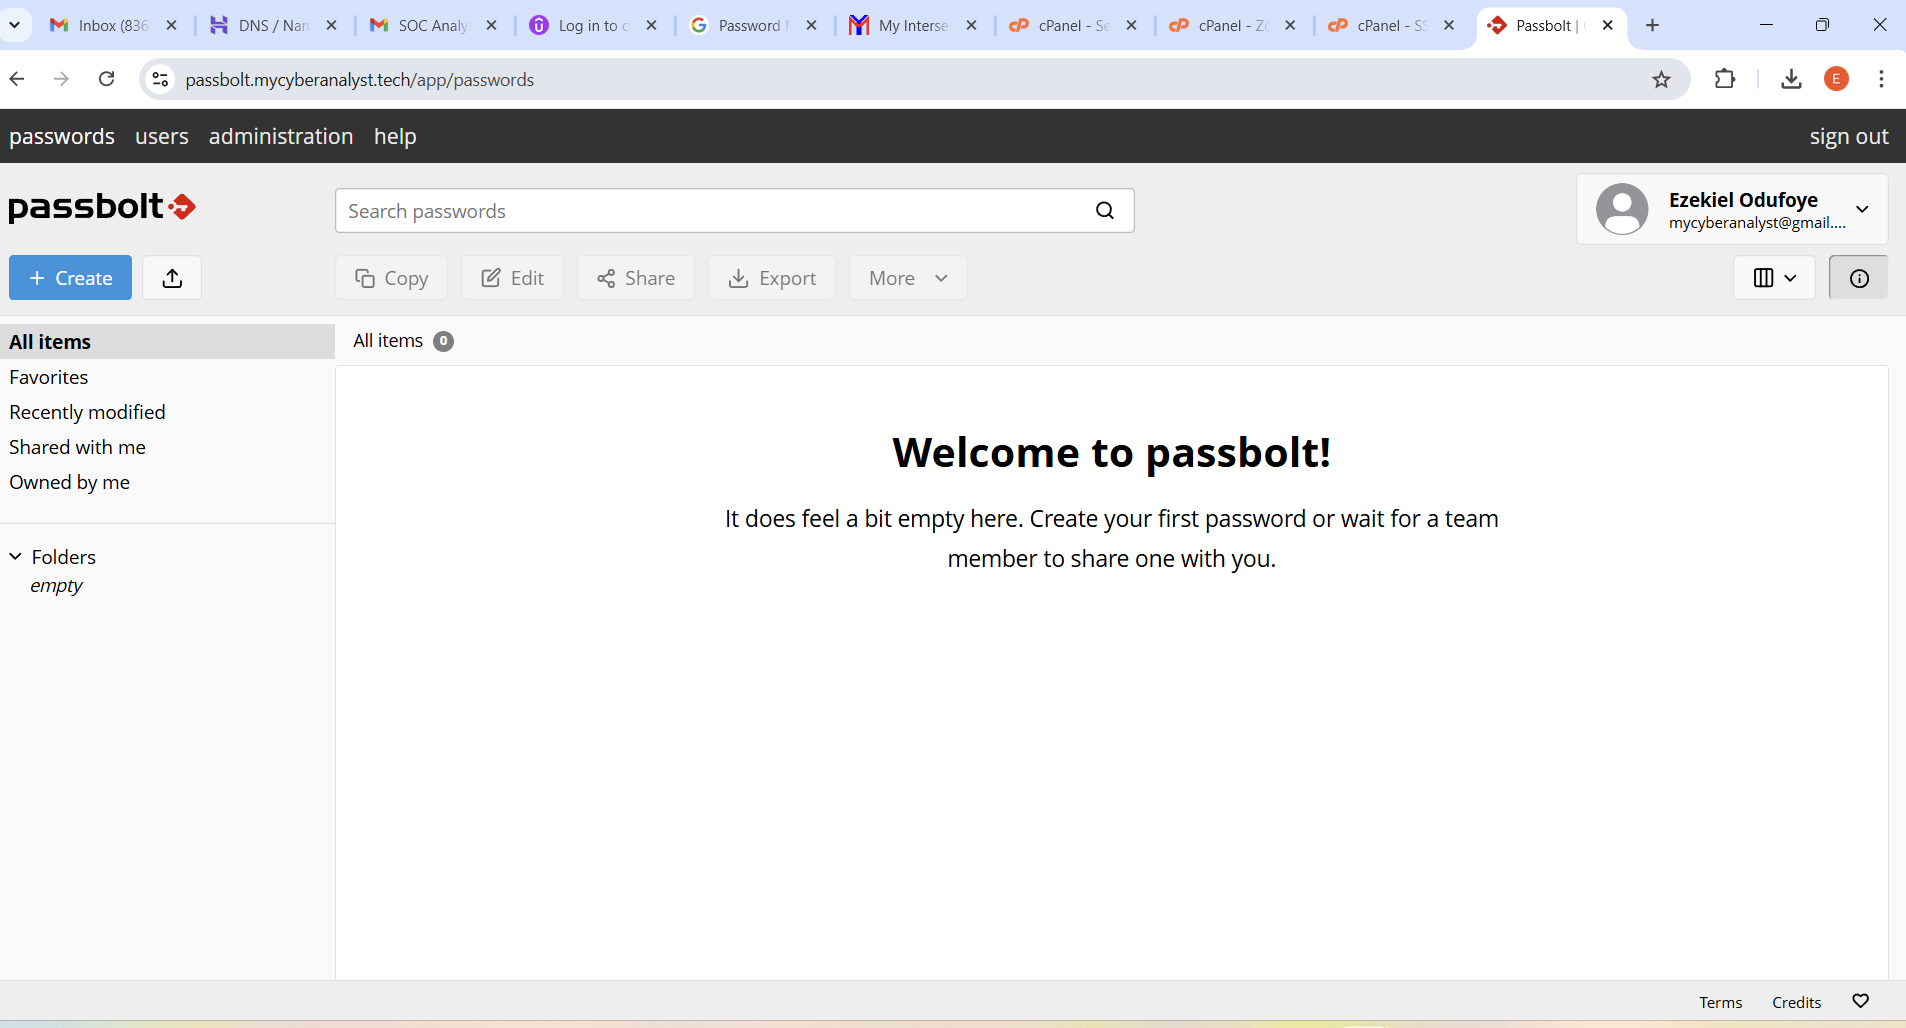 Inbox (836
DNS / Nan
SOC Analy
Log in to c
Password
My Interse
cPanel - Se
cPanel - Zo
cPanel - SS
Passbolt |
passbolt.mycyberanalyst.tech/app/passwords
E
passwords users administration help
sign out
passbolt
Search passwords
Ezekiel Odufoye
mycyberanalyst@gmail....
+ Create
Copy
Edit
Share
Export
More
All items
All items 0
Favorites
Recently modified
Shared with me
Owned by me
Folders
empty
Welcome to passbolt!
It does feel a bit empty here. Create your first password or wait for a team
member to share one with you.
Terms
Credits